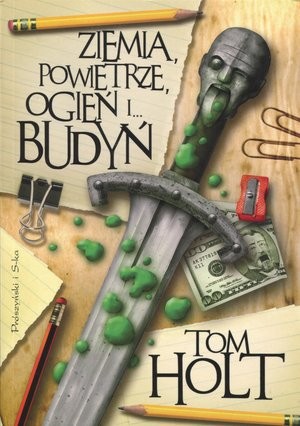 ZIEMIA,
POWIETRZE,
OGIEŃ I...
BUDYŃ
Prószyński i S-ka
TOM
HOLT